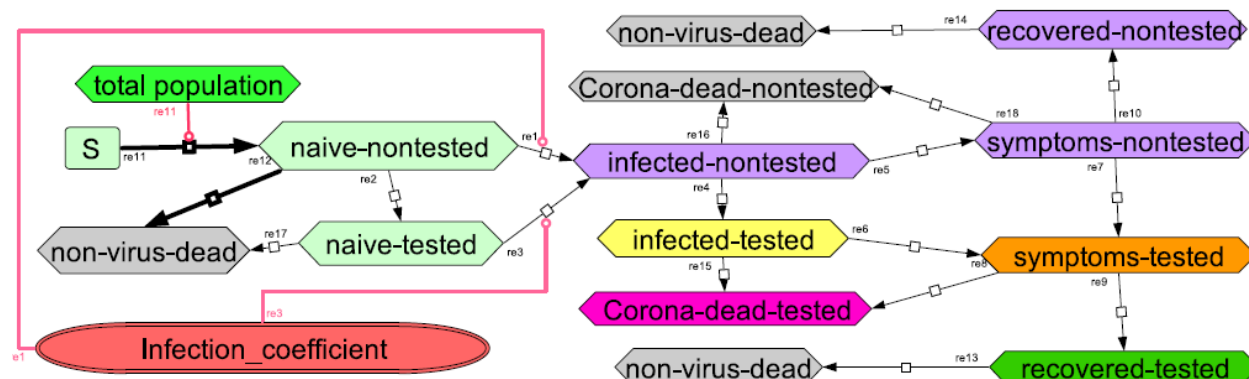 re14
non-virus-dead
recovered-nontested
total population
Corona-dead-nontested
re11
re18
re10
re1
re16
S
re11
naive-nontested
symptoms-nontested
re12
infected-nontested
re5
re7
re2
re4
non-virus-dead
re17
naive-tested
re3
infected-tested
re6
re8
symptoms-tested
re15
re9
Corona-dead-tested
re3
Infection_coefficient
re1
non-virus-dead
re13
recovered-tested